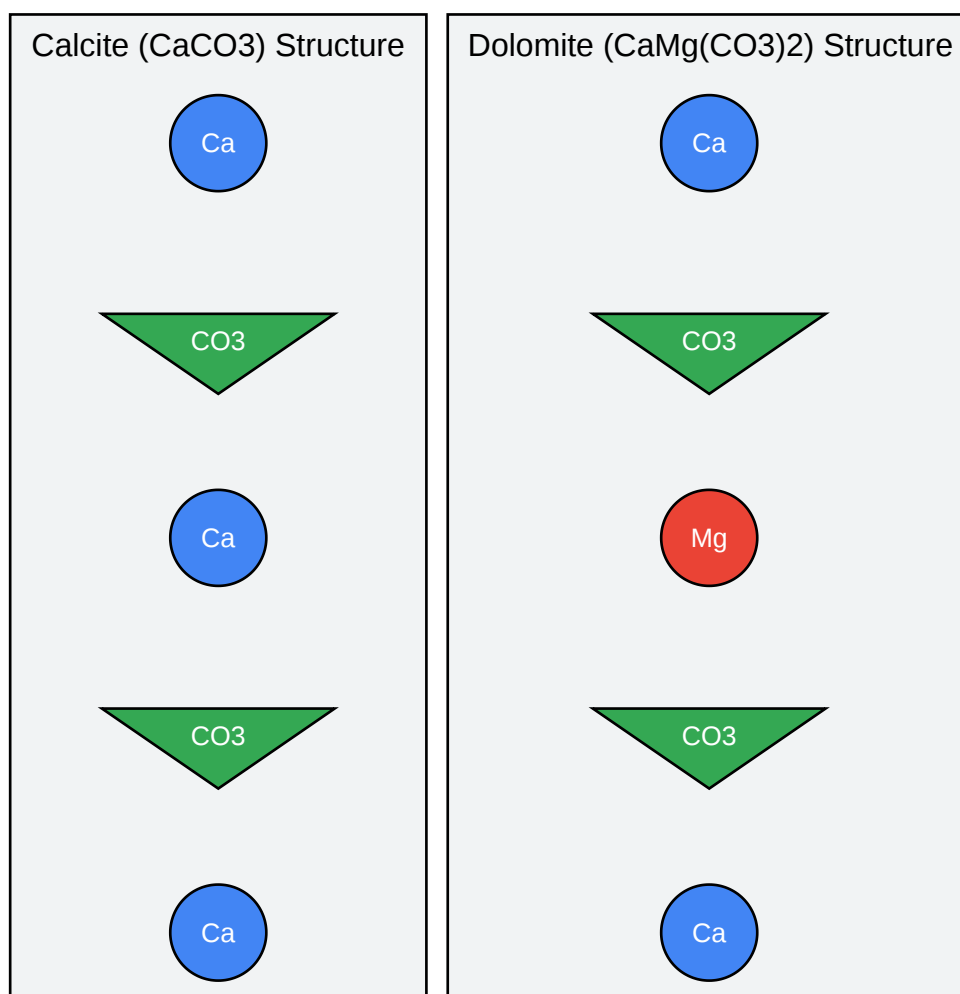 Calcite (CaCO3) Structure
Ca
CO3
Ca
CO3
Ca
Dolomite (CaMg(CO3)2) Structure
Ca
CO3
Mg
CO3
Ca